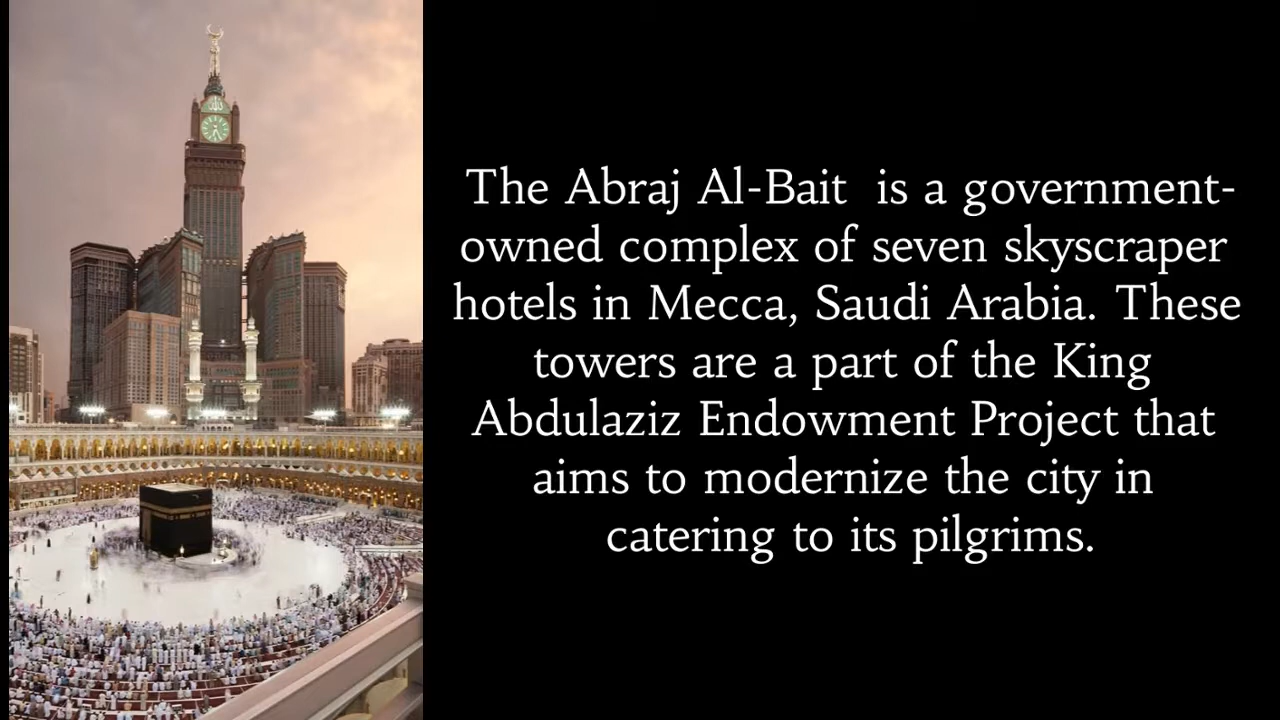 The Abraj Al-Bait  is a government-
owned complex of seven skyscraper
hotels in Mecca, Saudi Arabia. These
towers are a part of the King
Abdulaziz Endowment Project that
aims to modernize the city in
catering to its pilgrims.